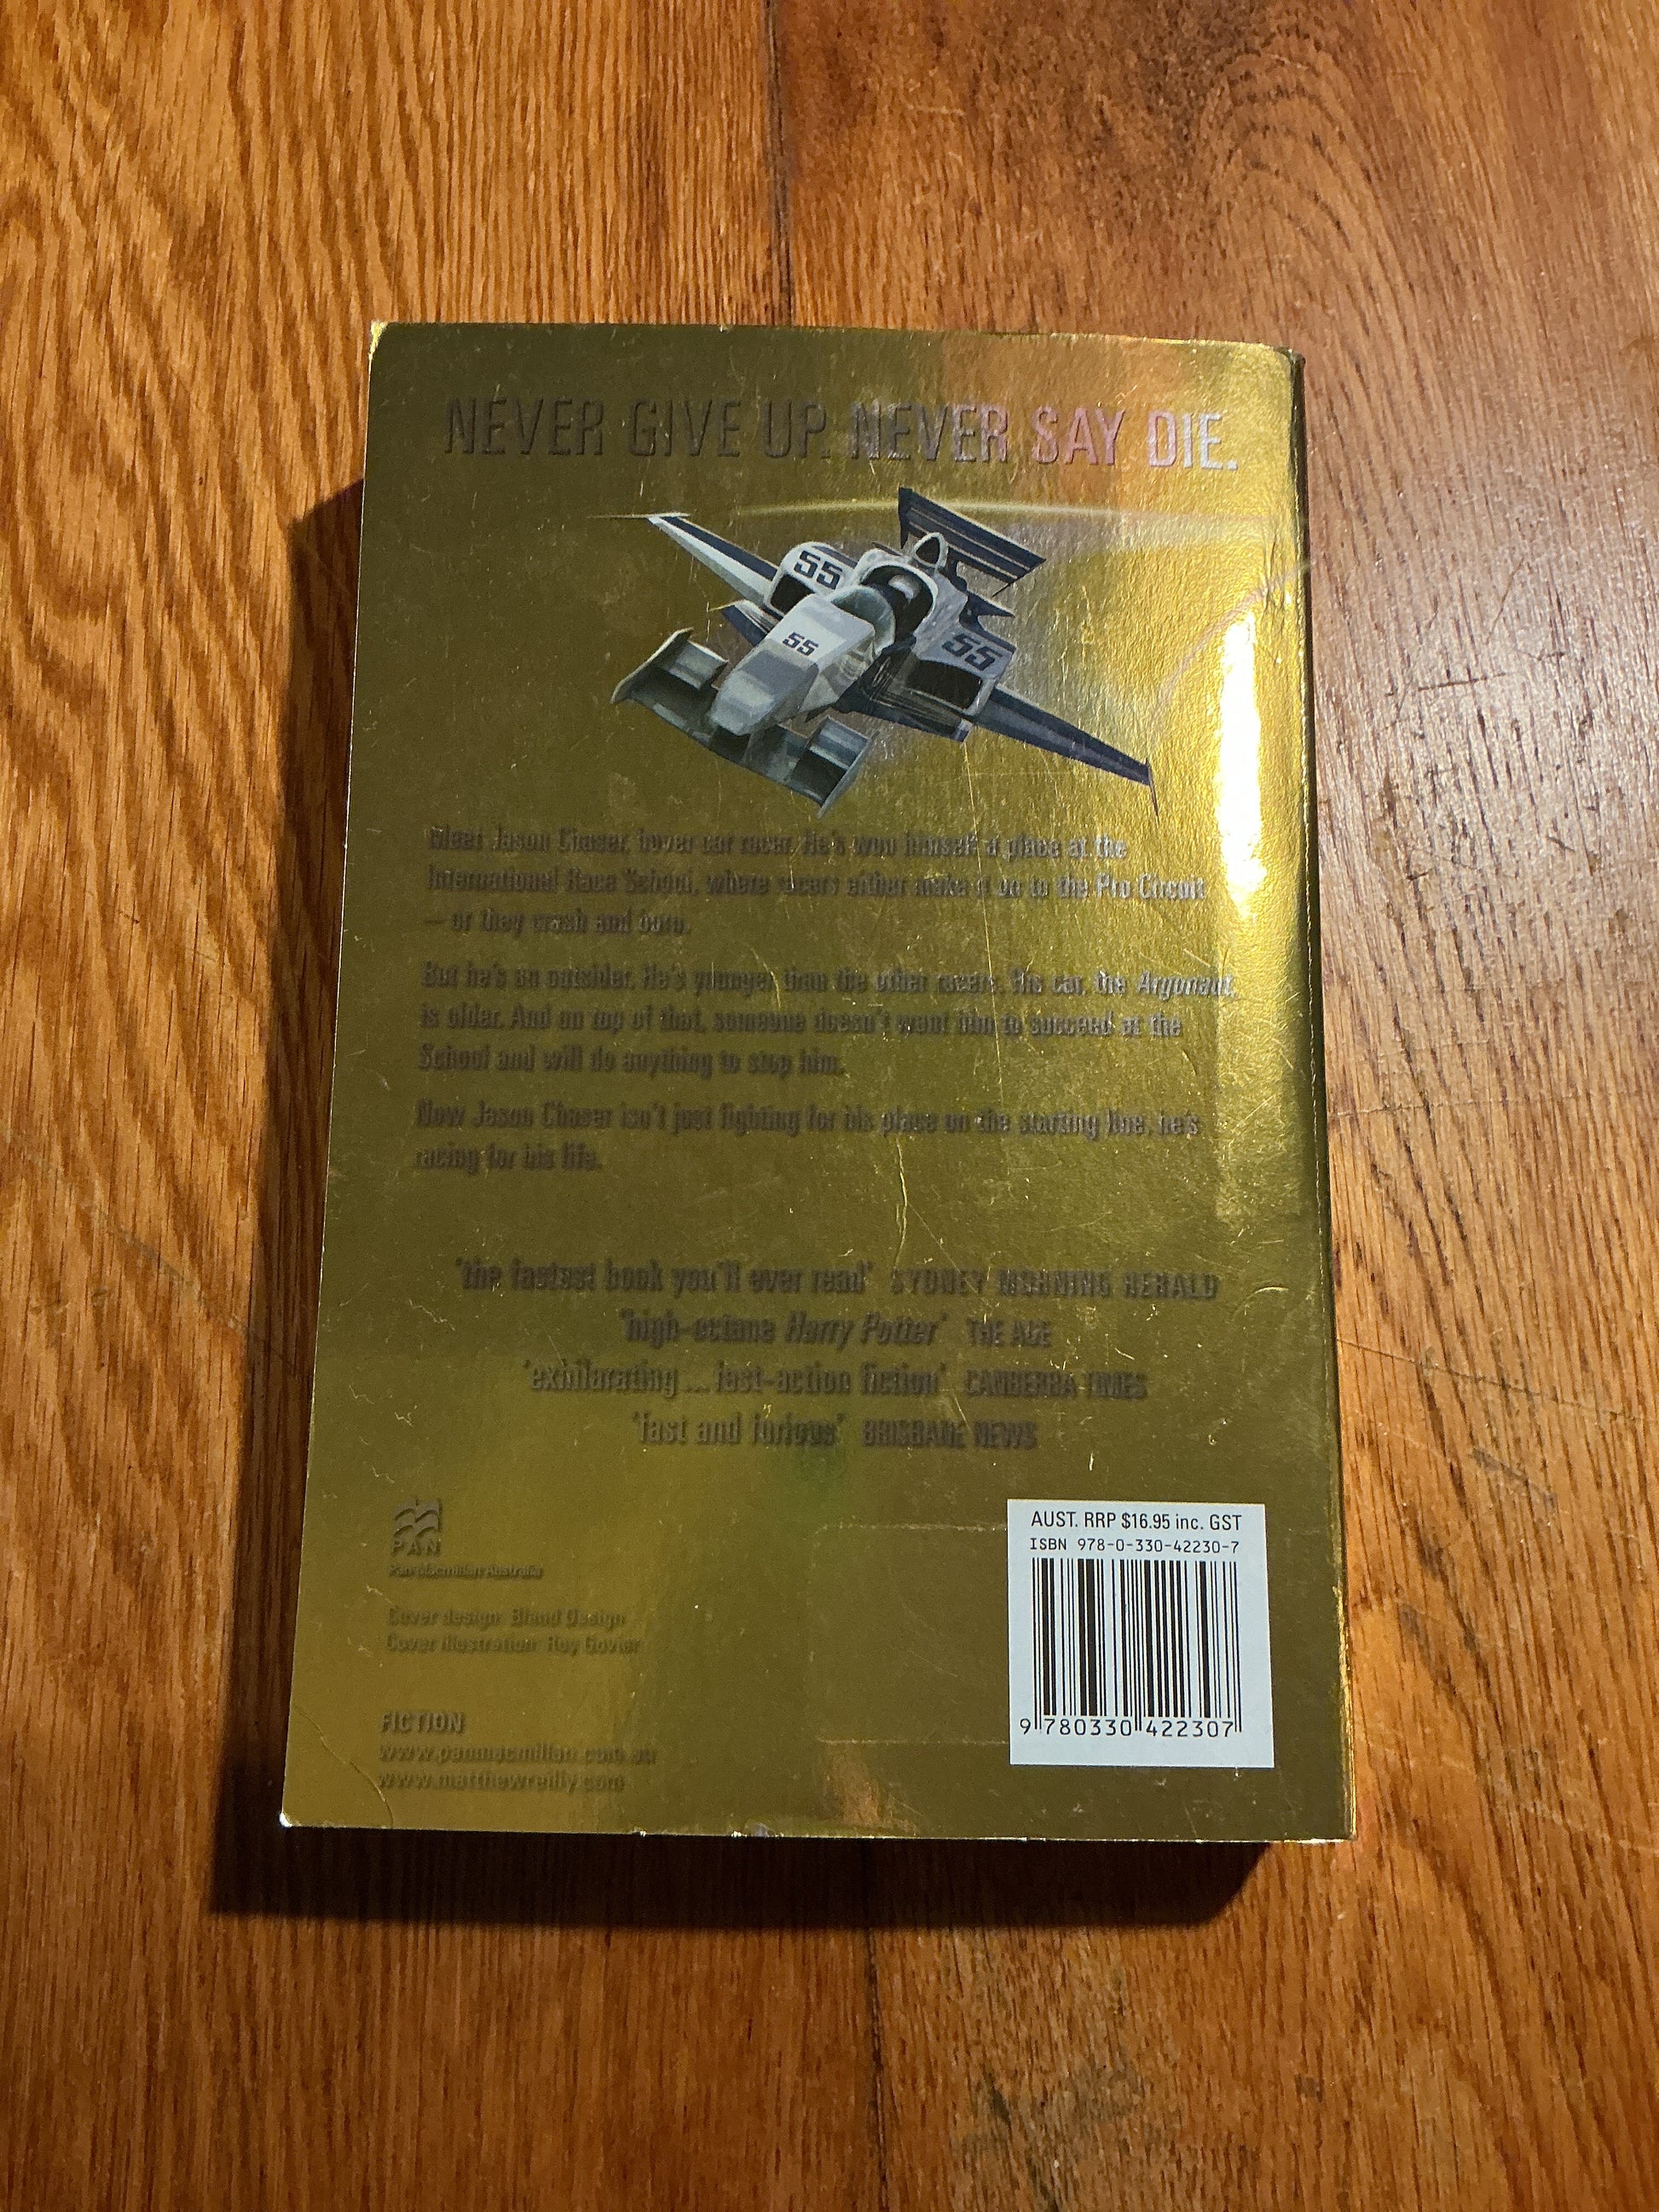 NEVER GIVE UP. NEVER SAY DIE.
55
55
55
Meet Jason Chaser, hover car racer. He's won himself a place at the
International Race School, where racers either make it on to the Pro Circuit
– or they crash and burn.
But he's an outsider. He's younger than the other racers. His car, the Argonaut,
is older. And on top of that, someone doesn't want him to succeed at the
School and will do anything to stop him.
Now Jason Chaser isn't just fighting for his place on the starting line, he's
racing for his life.
'the fastest book you'll ever read' SYDNEY MORNING HERALD
'high-octane Harry Potter' THE AGE
'exhilarating ... fast-action fiction' CANBERRA TIMES
'fast and furious' BRISBANE NEWS
PAN
Pan Macmillan Australia
Cover design: Bland Design
Cover illustration: Roy Govier
FICTION
www.panmacmillan.com.au
www.matthewreilly.com
AUST. RRP $16.95 inc. GST
ISBN 978-0-330-42230-7
9 780330 422307